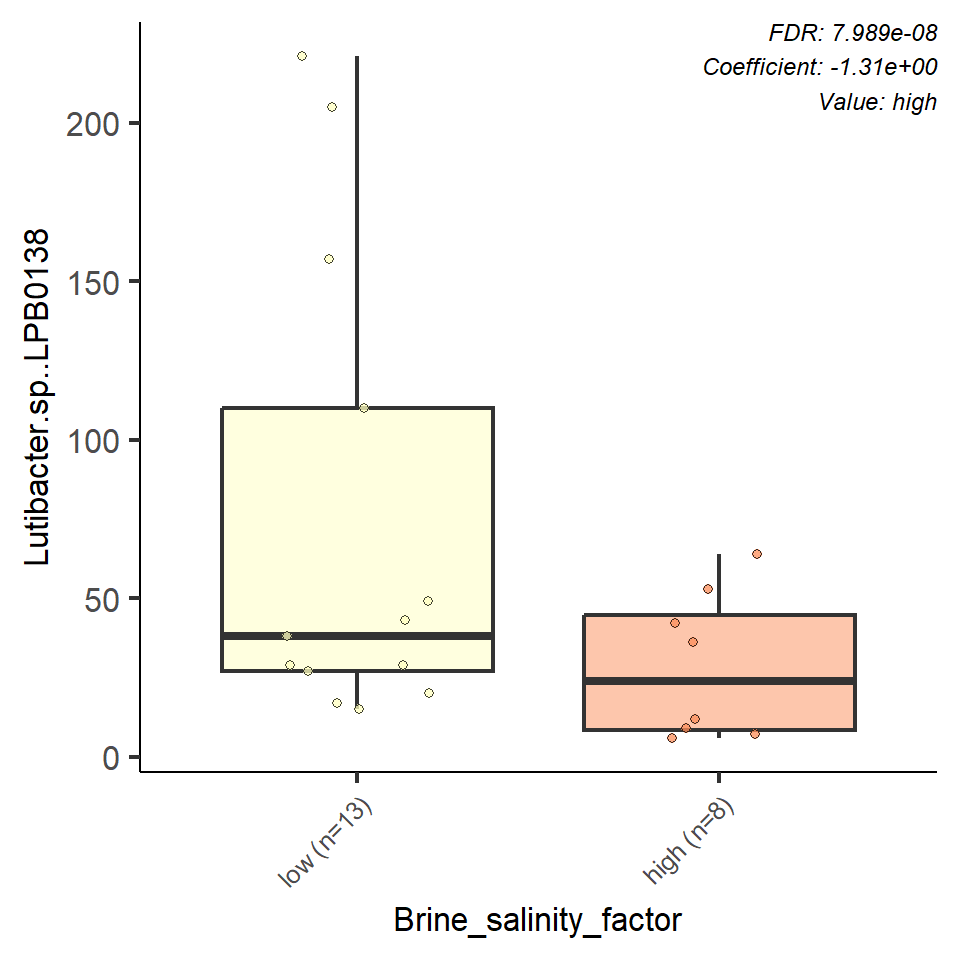 FDR: 7.989e-08
Coefficient: -1.31e+00
Value: high
Lutibacter.sp..LPB0138
200
150
100
50
0
low (n=13)
high (n=8)
Brine_salinity_factor